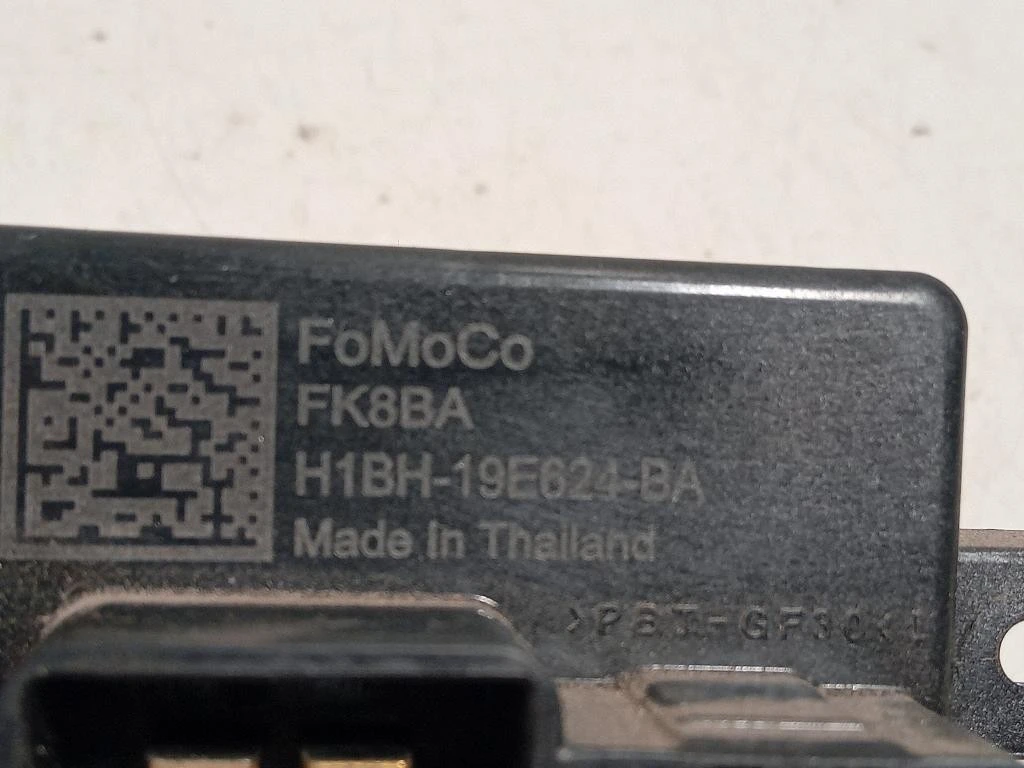 FoMoCo
FK8BA
H1BH-19E624-BA
Made in Thailand
>PBT-GF30<